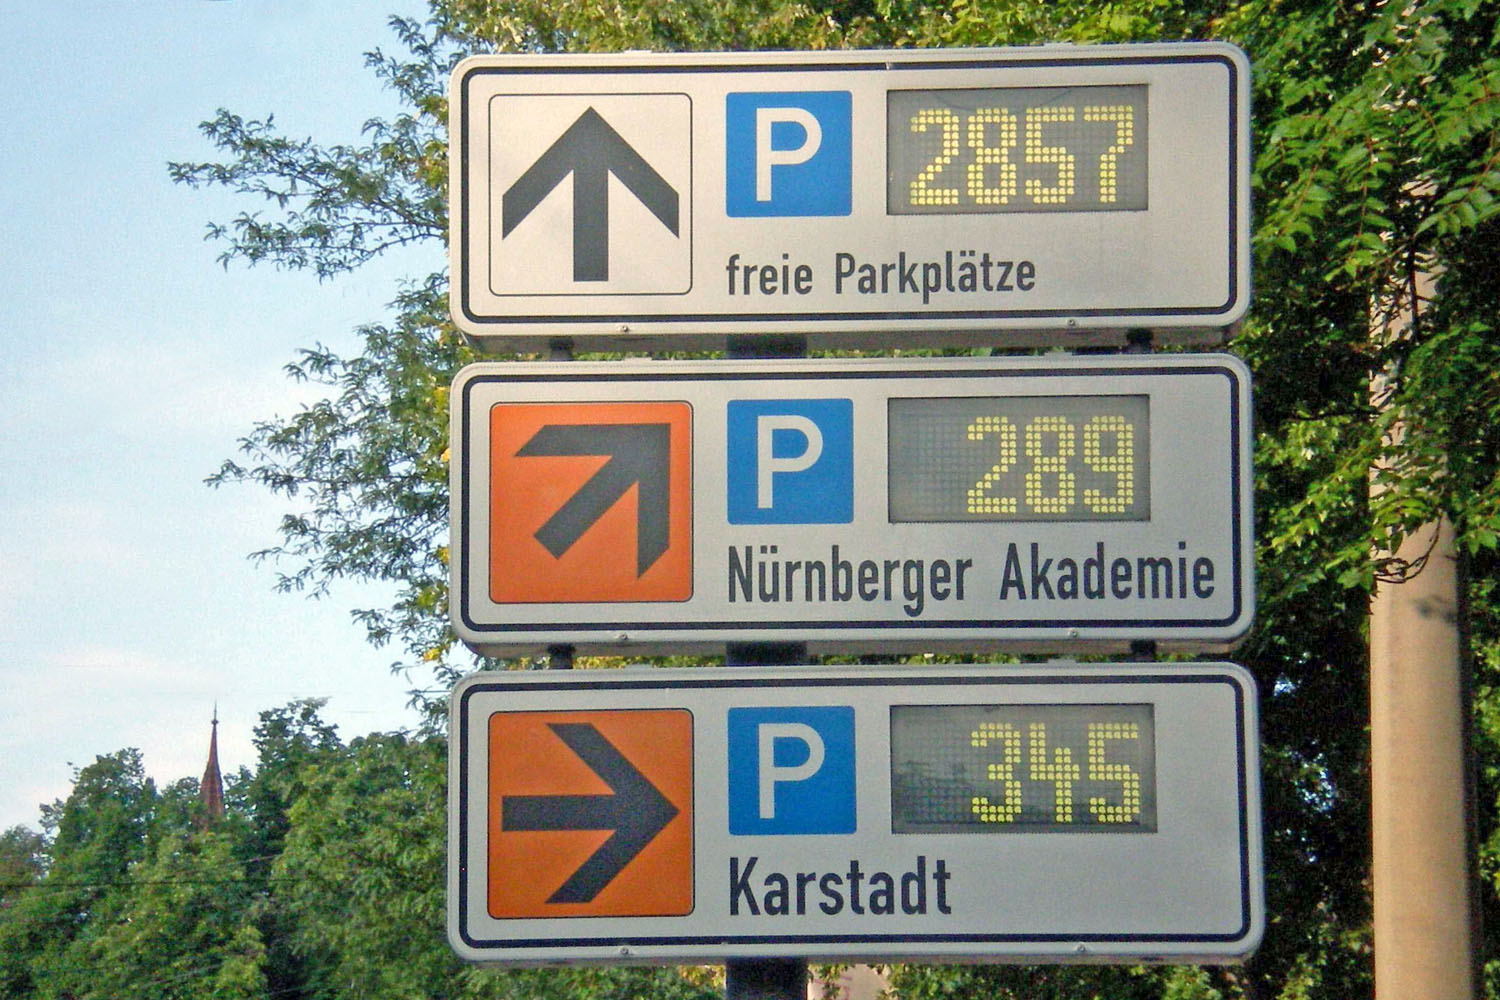 P 2857
freie Parkplätze
P 289
Nürnberger Akademie
P 345
Karstadt